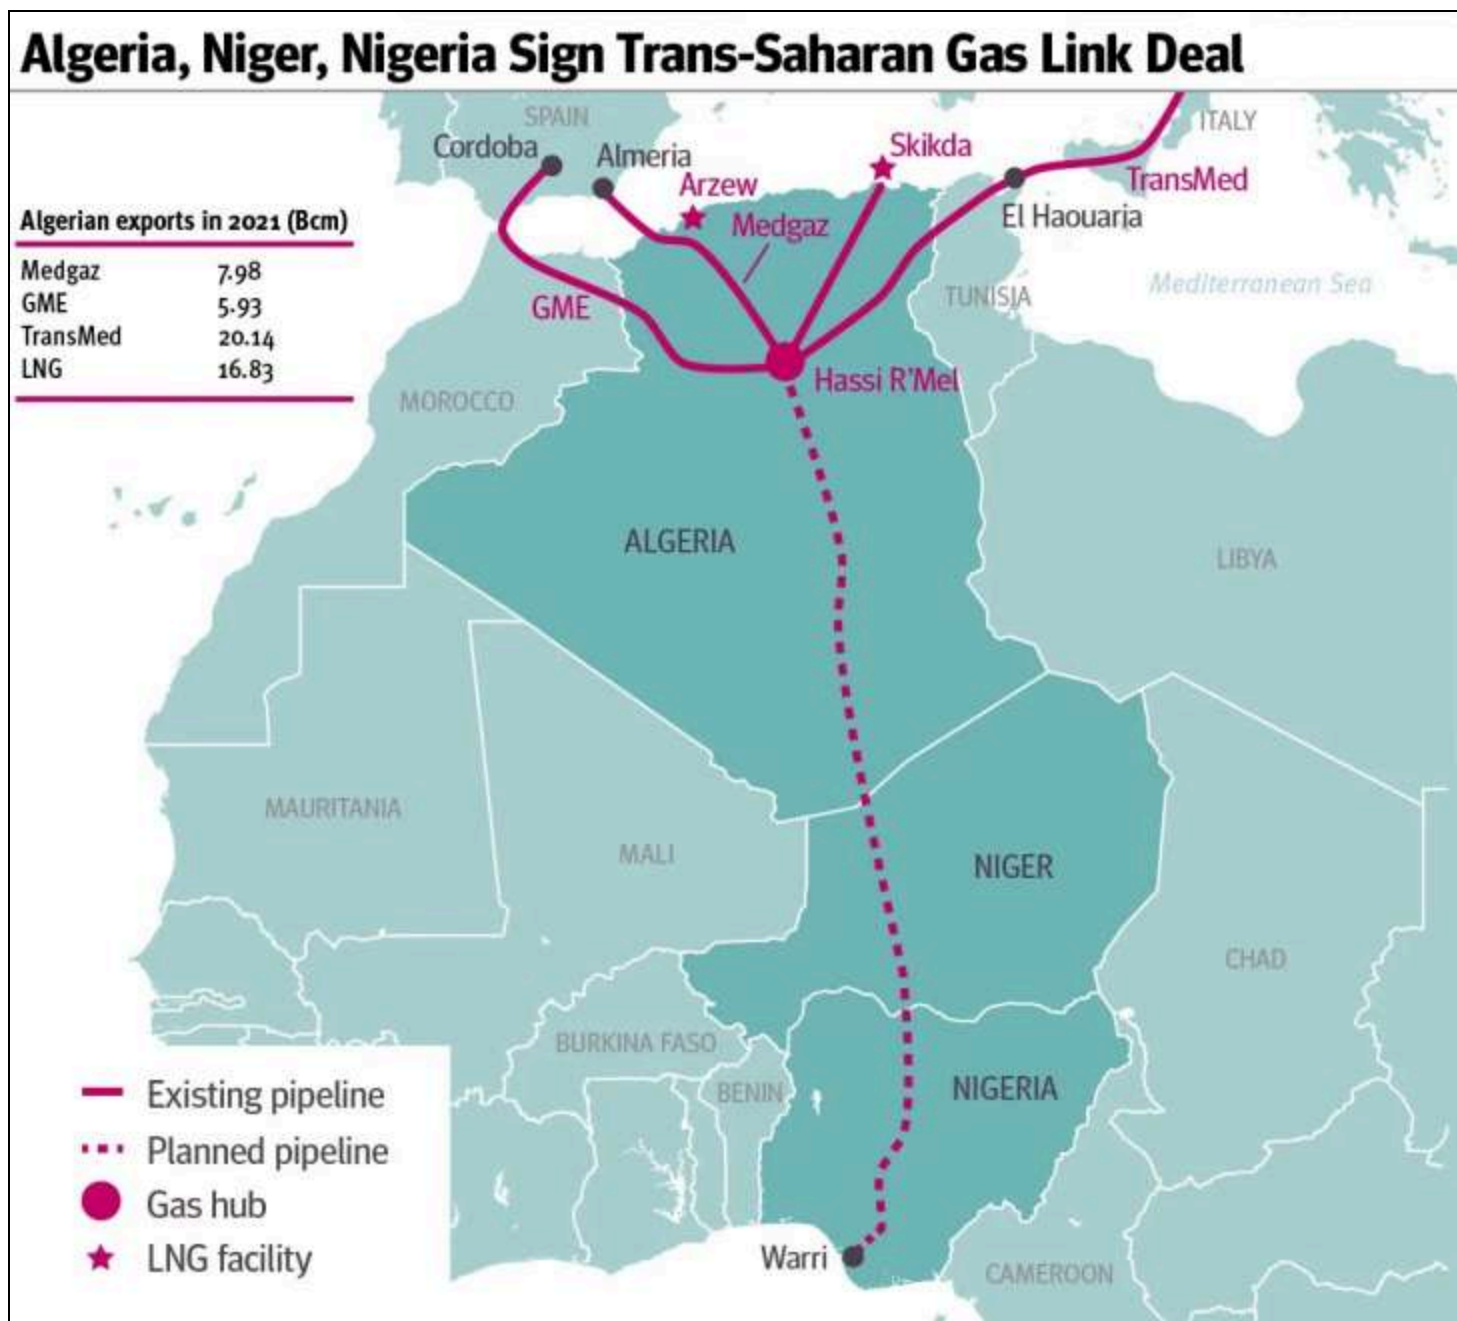 Algeria, Niger, Nigeria Sign Trans-Saharan Gas Link Deal
SPAIN
ITALY
Cordoba
Almeria
Skikda
Arzew
TransMed
Medgaz
El Haouaria
Algerian exports in 2021 (Bcm)
Medgaz 7.98
GME 5.93
TransMed 20.14
LNG 16.83
Mediterranean Sea
TUNISIA
GME
Hassi R'Mel
MOROCCO
ALGERIA
LIBYA
MAURITANIA
MALI
NIGER
CHAD
BURKINA FASO
BENIN
NIGERIA
Existing pipeline
Planned pipeline
Gas hub
LNG facility
Warri
CAMEROON